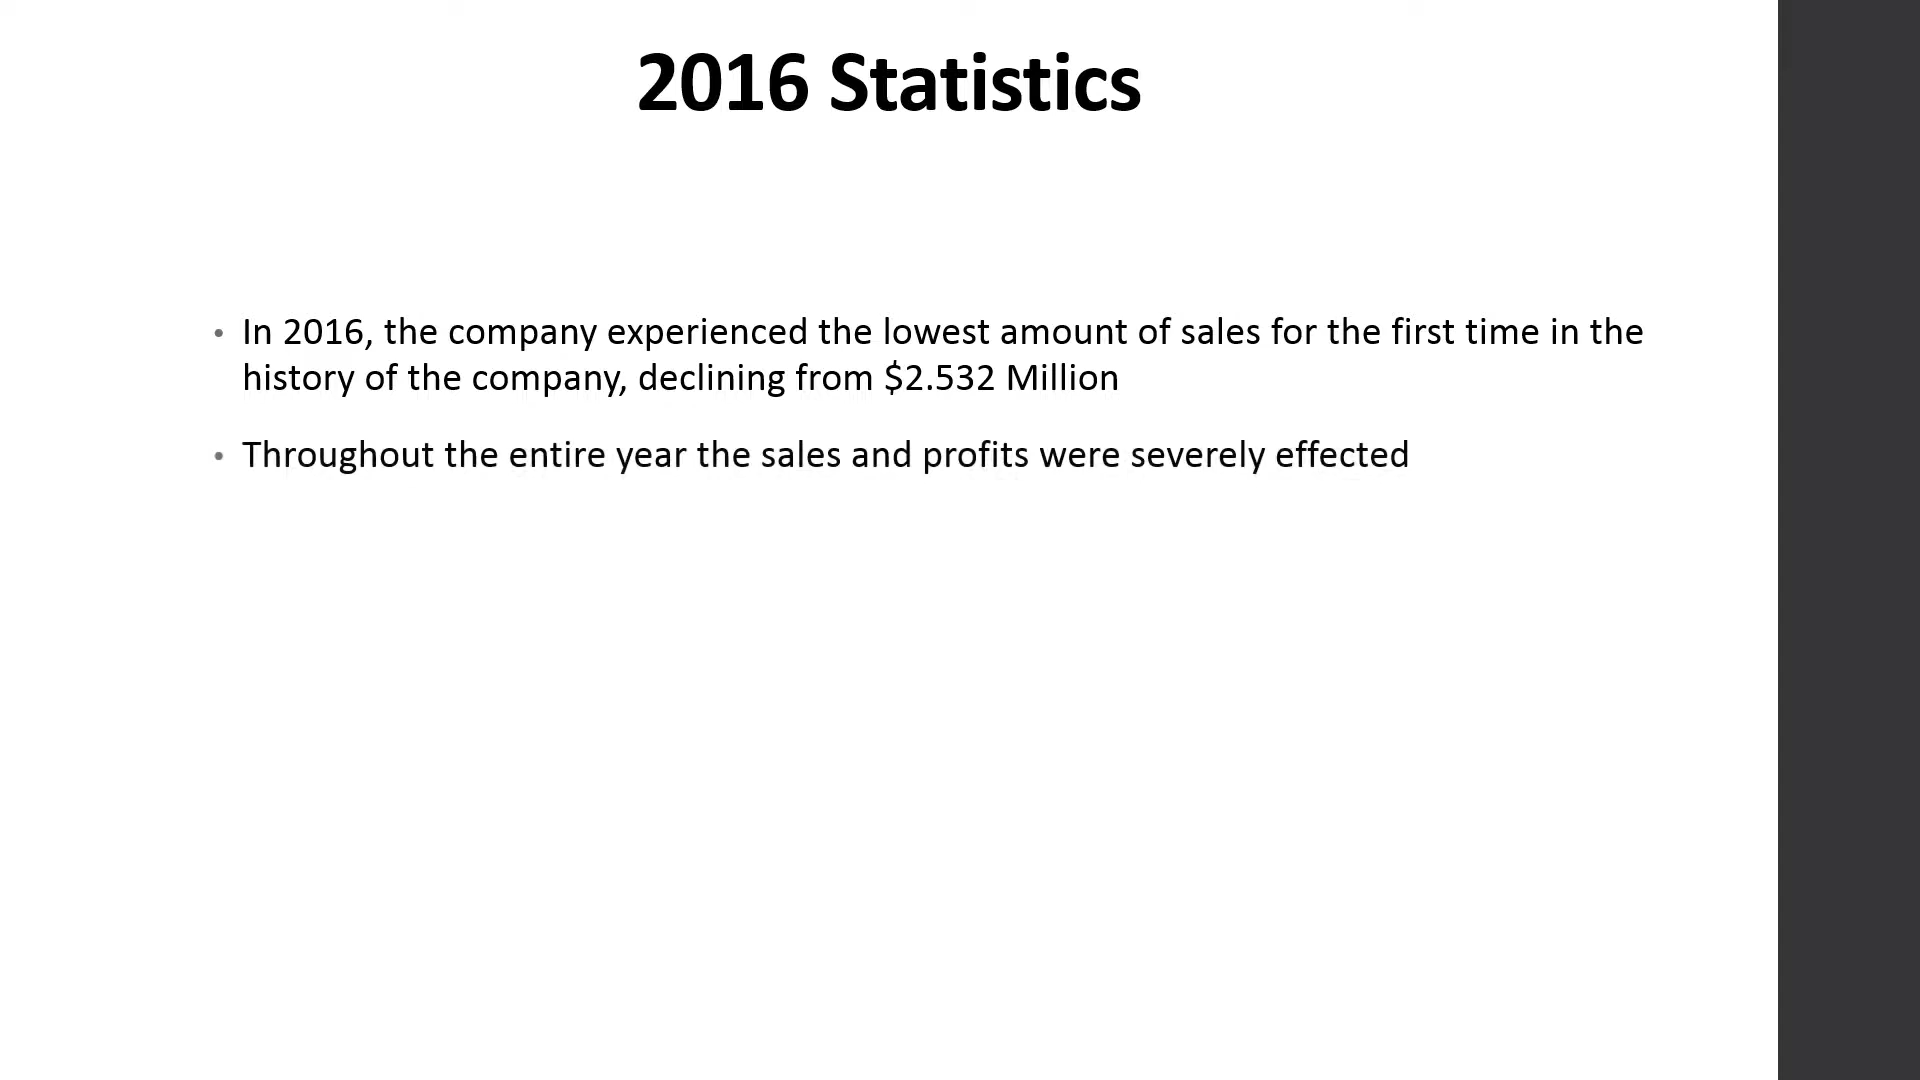 2016 Statistics
• In 2016, the company experienced the lowest amount of sales for the first time in the
history of the company, declining from $2.532 Million
• Throughout the entire year the sales and profits were severely effected